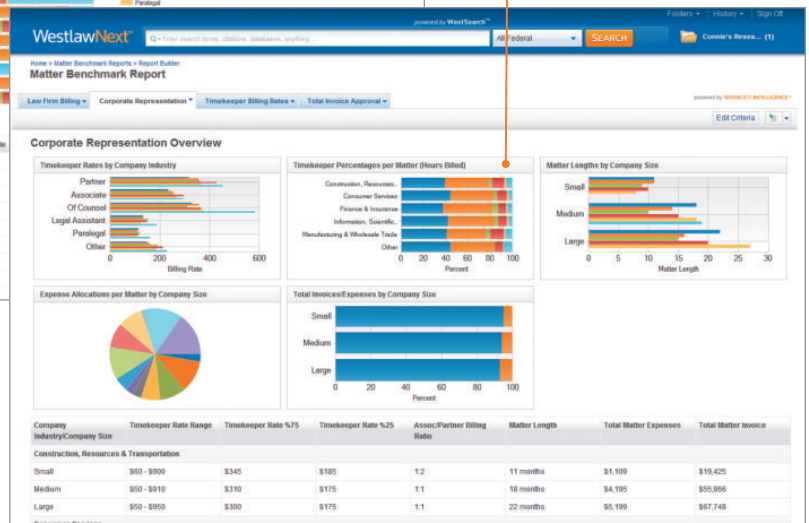 Paralegal
powered by WestSearch™
Folders History Sign Off
WestlawNext™
Enter search terms, citations, databases, anything ...
All Federal
SEARCH
Connie's Resea... (1)
Home > Matter Benchmark Reports > Report Builder
Matter Benchmark Report
Law Firm Billing
Corporate Representation
Timekeeper Billing Rates
Total Invoice Approval
powered by SERENGETI INTELLIGENCE
Edit Criteria
Corporate Representation Overview
Timekeeper Rates by Company Industry
Partner
Associate
Of Counsel
Legal Assistant
Paralegal
Other
0 200 400 600
Billing Rate
Timekeeper Percentages per Matter (Hours Billed)
Construction, Resources..
Consumer Services
Finance & Insurance
Information, Scientific..
Manufacturing & Wholesale Trade
Other
0 20 40 60 80 100
Percent
Matter Lengths by Company Size
Small
Medium
Large
0 5 10 15 20 25 30
Matter Length
Expense Allocations per Matter by Company Size
Total Invoices/Expenses by Company Size
Small
Medium
Large
0 20 40 60 80 100
Percent
Company Industry/Company Size Timekeeper Rate Range Timekeeper Rate %75 Timekeeper Rate %25 Assoc/Partner Billing Ratio Matter Length Total Matter Expenses Total Matter Invoice
Construction, Resources & Transportation
Small $60 - $900 $345 $185 1:2 11 months $1,109 $19,425
Medium $50 - $910 $310 $175 1:1 18 months $4,195 $55,866
Large $50 - $950 $300 $175 1:1 22 months $5,199 $67,748
Consumer Services